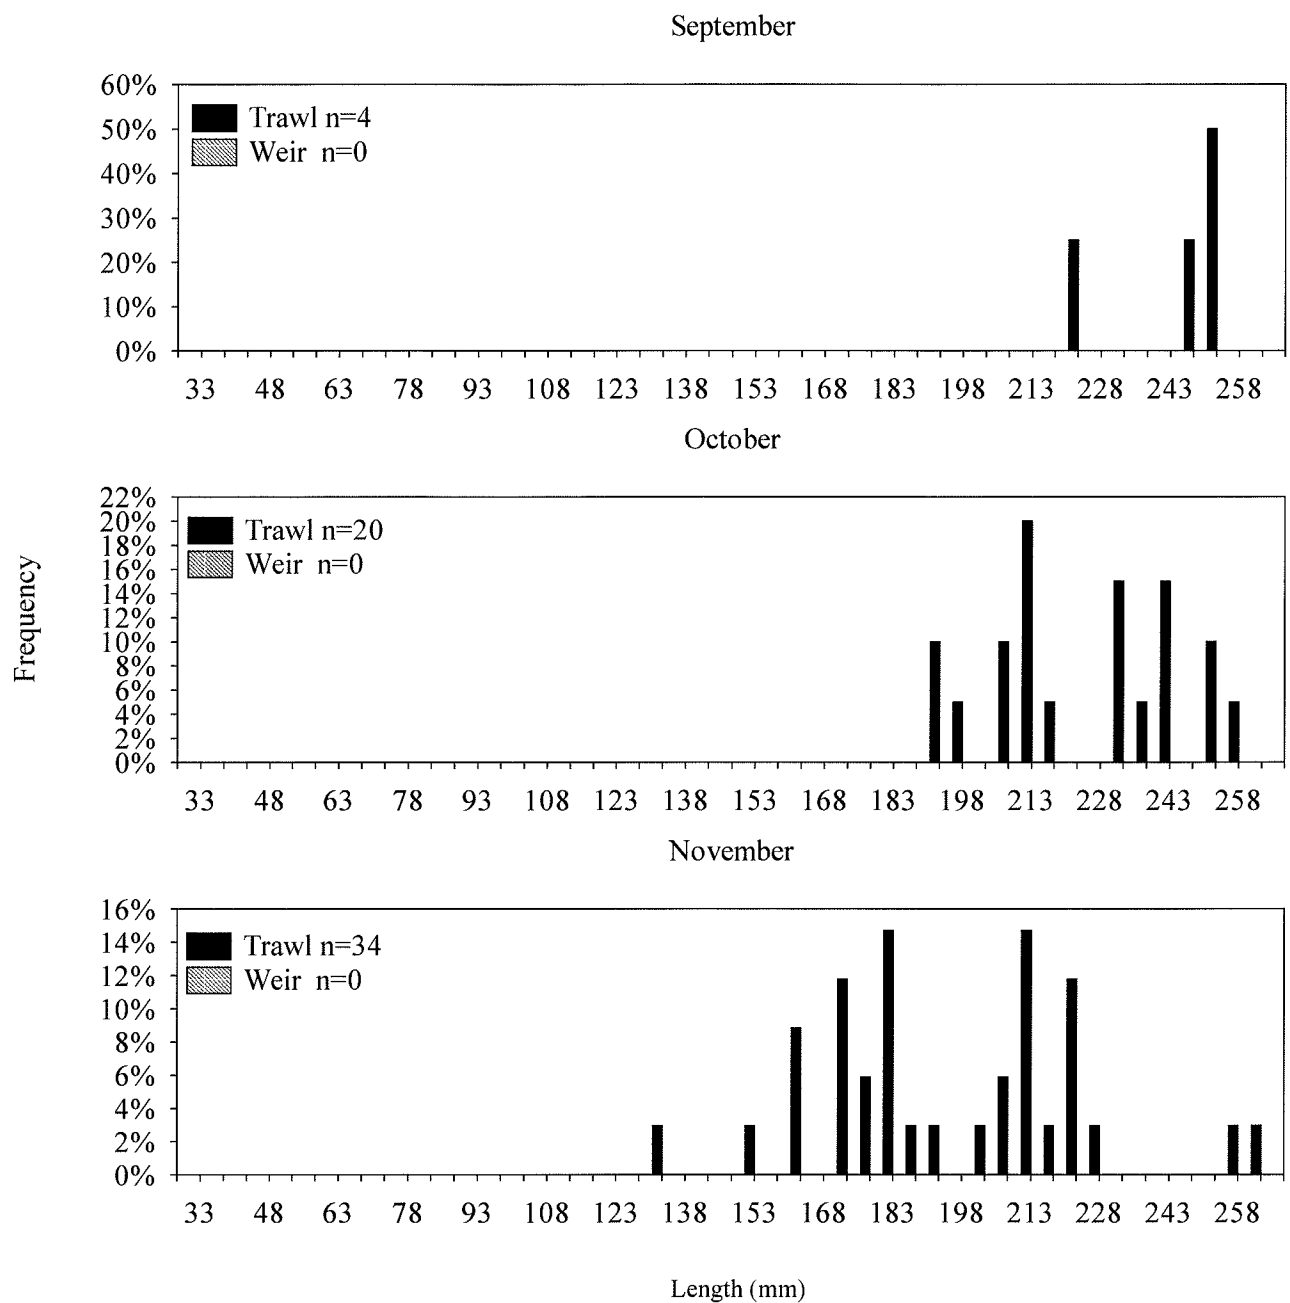 September
60%
50%
40%
30%
20%
10%
0%
Trawl n=4
Weir n=0
33 48 63 78 93 108 123 138 153 168 183 198 213 228 243 258
October
22%
20%
18%
16%
14%
12%
10%
8%
6%
4%
2%
0%
Trawl n=20
Weir n=0
33 48 63 78 93 108 123 138 153 168 183 198 213 228 243 258
Frequency
November
16%
14%
12%
10%
8%
6%
4%
2%
0%
Trawl n=34
Weir n=0
33 48 63 78 93 108 123 138 153 168 183 198 213 228 243 258
Length (mm)